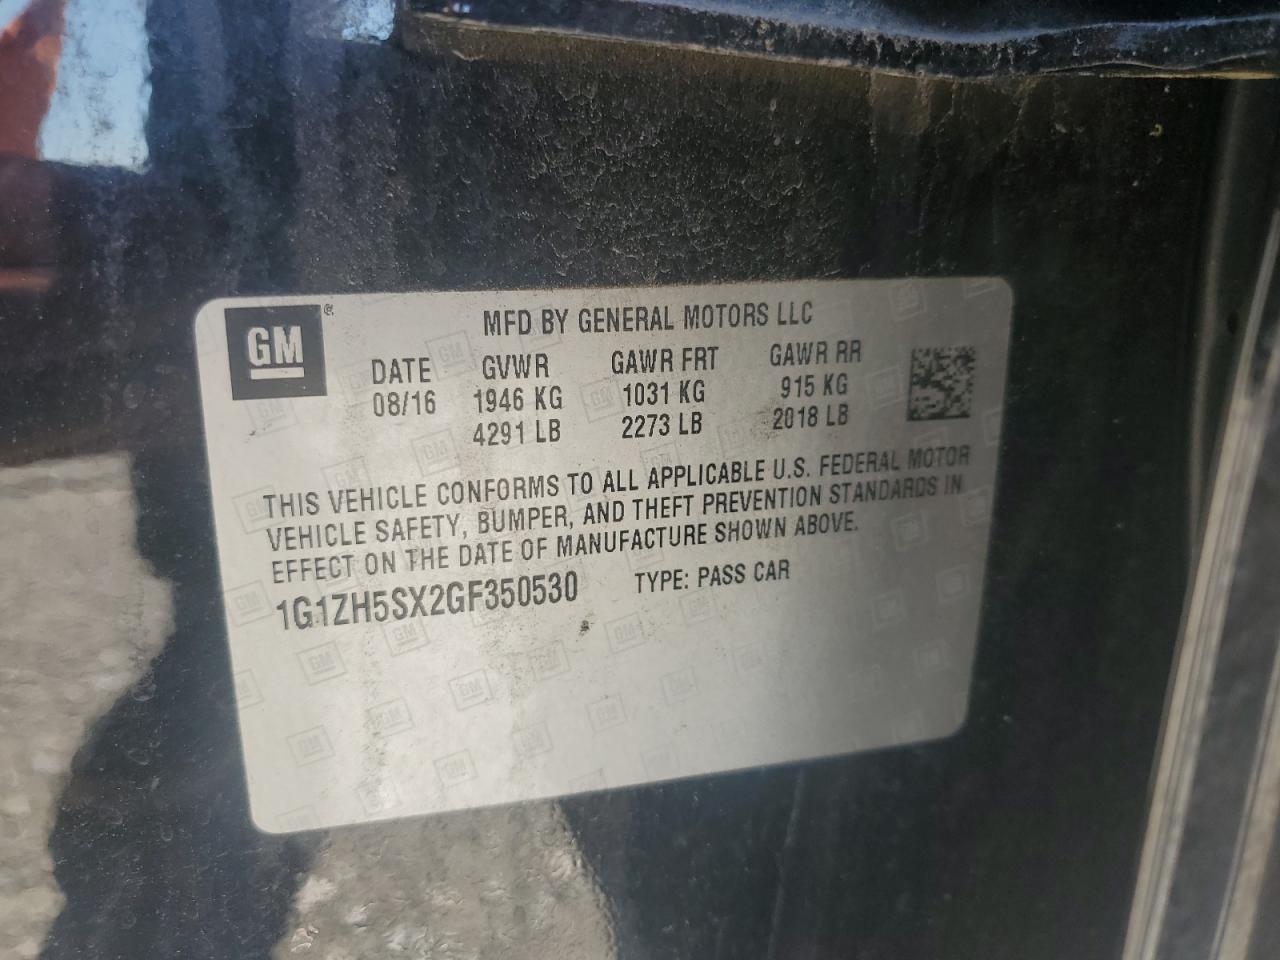 GM®
MFD BY GENERAL MOTORS LLC
DATE GVWR GAWR FRT GAWR RR
08/16 1946 KG 1031 KG 915 KG
4291 LB 2273 LB 2018 LB
THIS VEHICLE CONFORMS TO ALL APPLICABLE U.S. FEDERAL MOTOR
VEHICLE SAFETY, BUMPER, AND THEFT PREVENTION STANDARDS IN
EFFECT ON THE DATE OF MANUFACTURE SHOWN ABOVE.
1G1ZH5SX2GF350530 TYPE: PASS CAR